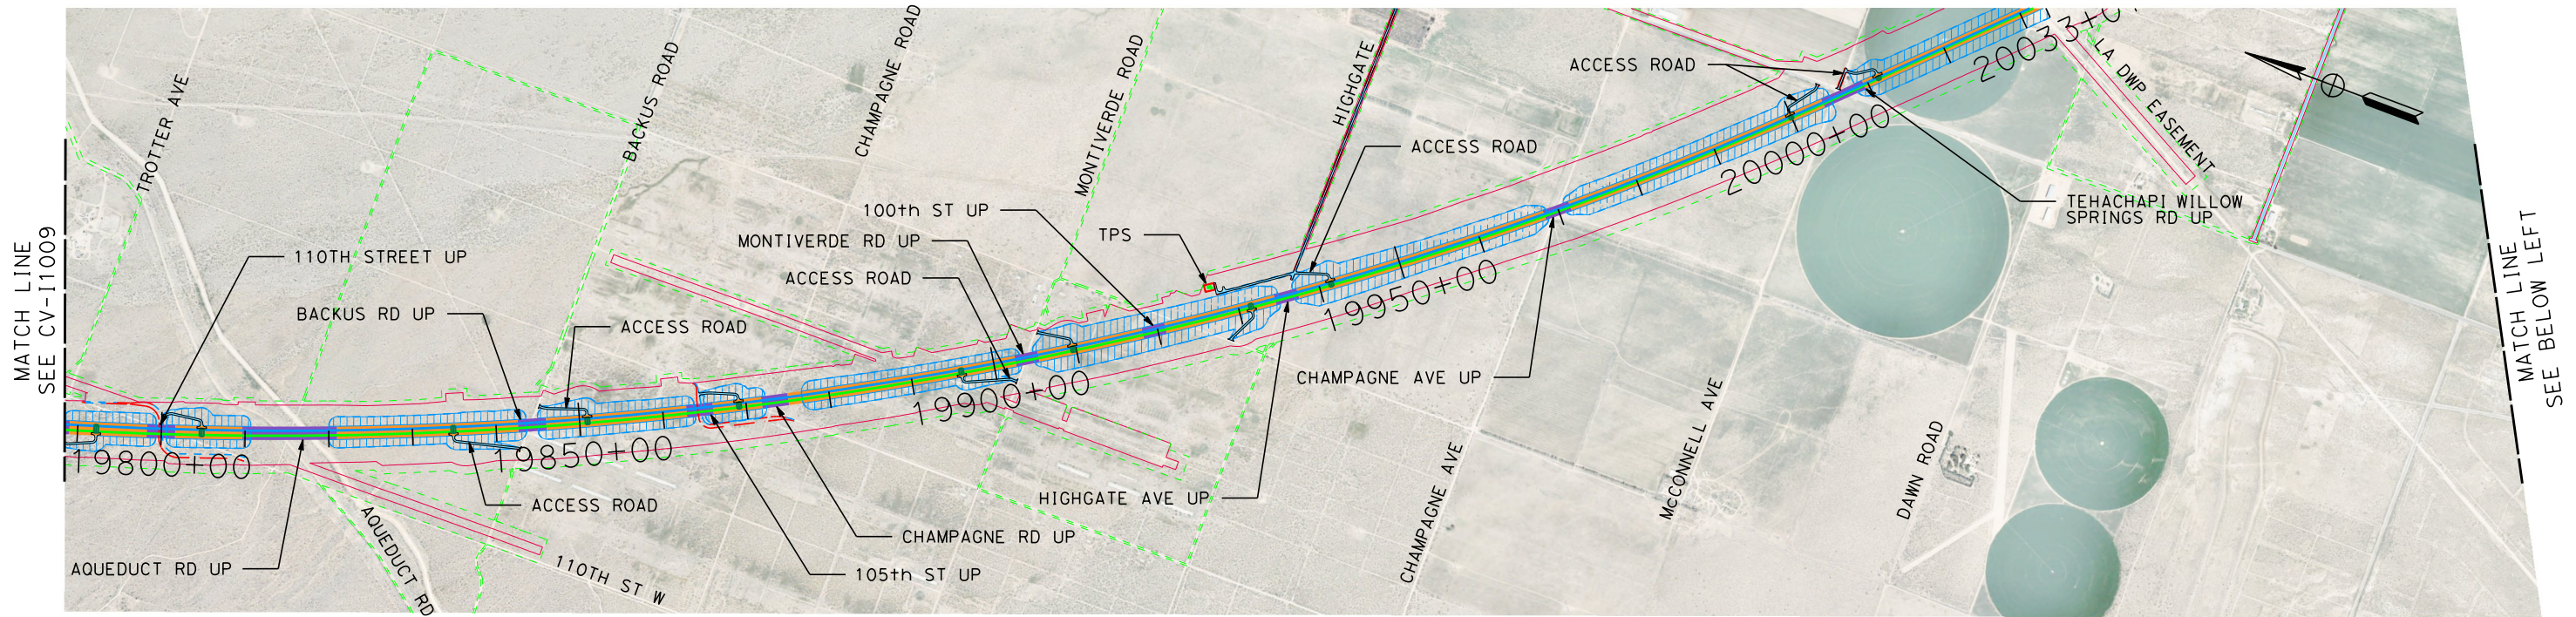 MATCH LINE
SEE CV-I1009
TROTTER AVE
BACKUS ROAD
CHAMPAGNE ROAD
MONTIVERDE ROAD
HIGHGATE
ACCESS ROAD
LA DWP EASEMENT
ACCESS ROAD
100th ST UP
TPS
MONTIVERDE RD UP
ACCESS ROAD
110TH STREET UP
BACKUS RD UP
ACCESS ROAD
TEHACHAPI WILLOW
SPRINGS RD UP
19800+00
19850+00
19900+00
19950+00
20000+00
CHAMPAGNE AVE UP
HIGHGATE AVE UP
ACCESS ROAD
CHAMPAGNE RD UP
105th ST UP
AQUEDUCT RD UP
AQUEDUCT RD
110TH ST W
CHAMPAGNE AVE
McCONNELL AVE
DAWN ROAD
MATCH LINE
SEE BELOW LEFT